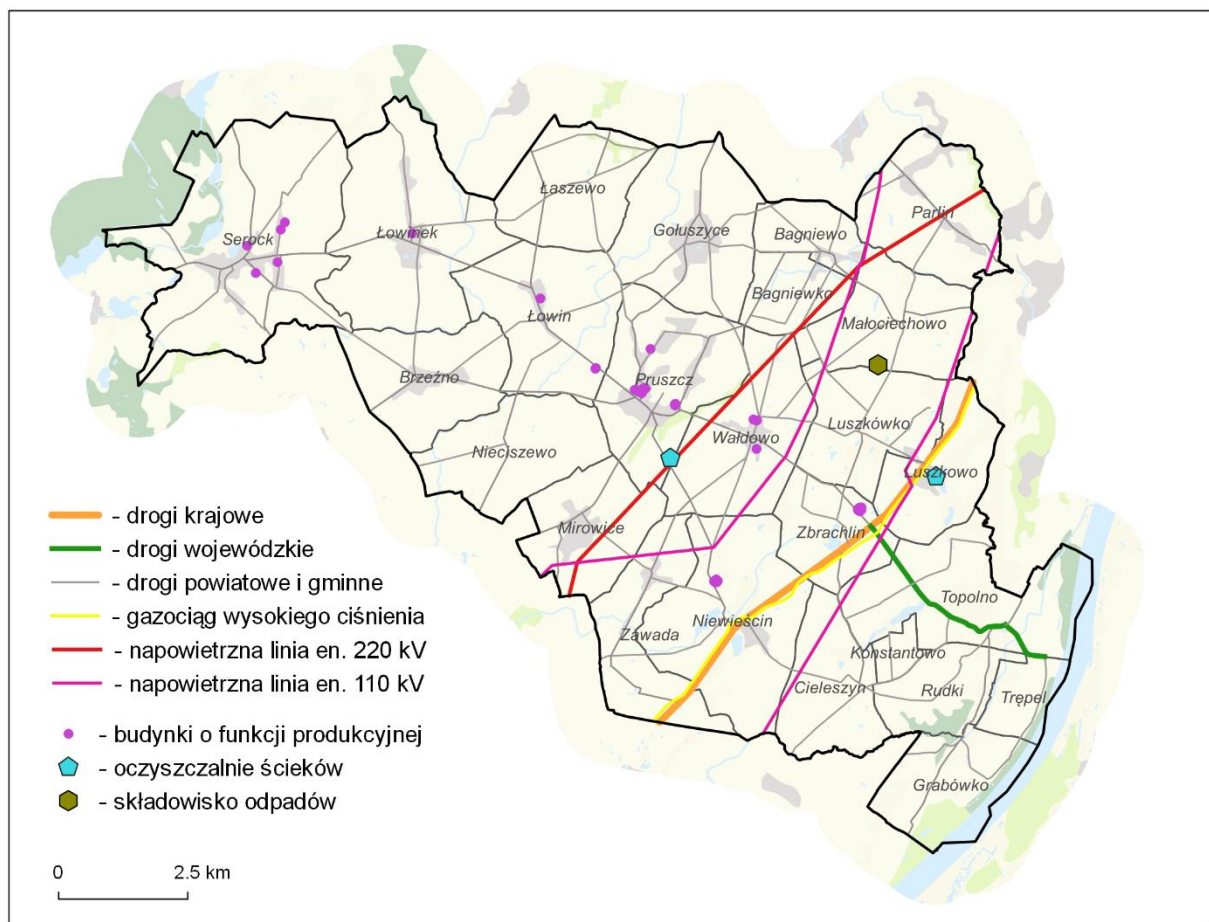 Łaszewo
Parlin
Serock
Łowinek
Gołuszyce
Bagniewo
Bagniewko
Łowin
Małociechowo
Brzeźno
Pruszcz
Luszkówko
Wałdowo
Nieciszewo
Luszkowo
Mirowice
Zbrachlin
Topolno
Niewieścin
Zawada
Konstantowo
Cieleszyn
Rudki
Trępel
Grabówko
- drogi krajowe
- drogi wojewódzkie
- drogi powiatowe i gminne
- gazociąg wysokiego ciśnienia
- napowietrzna linia en. 220 kV
- napowietrzna linia en. 110 kV
- budynki o funkcji produkcyjnej
- oczyszczalnie ścieków
- składowisko odpadów
0 2.5 km